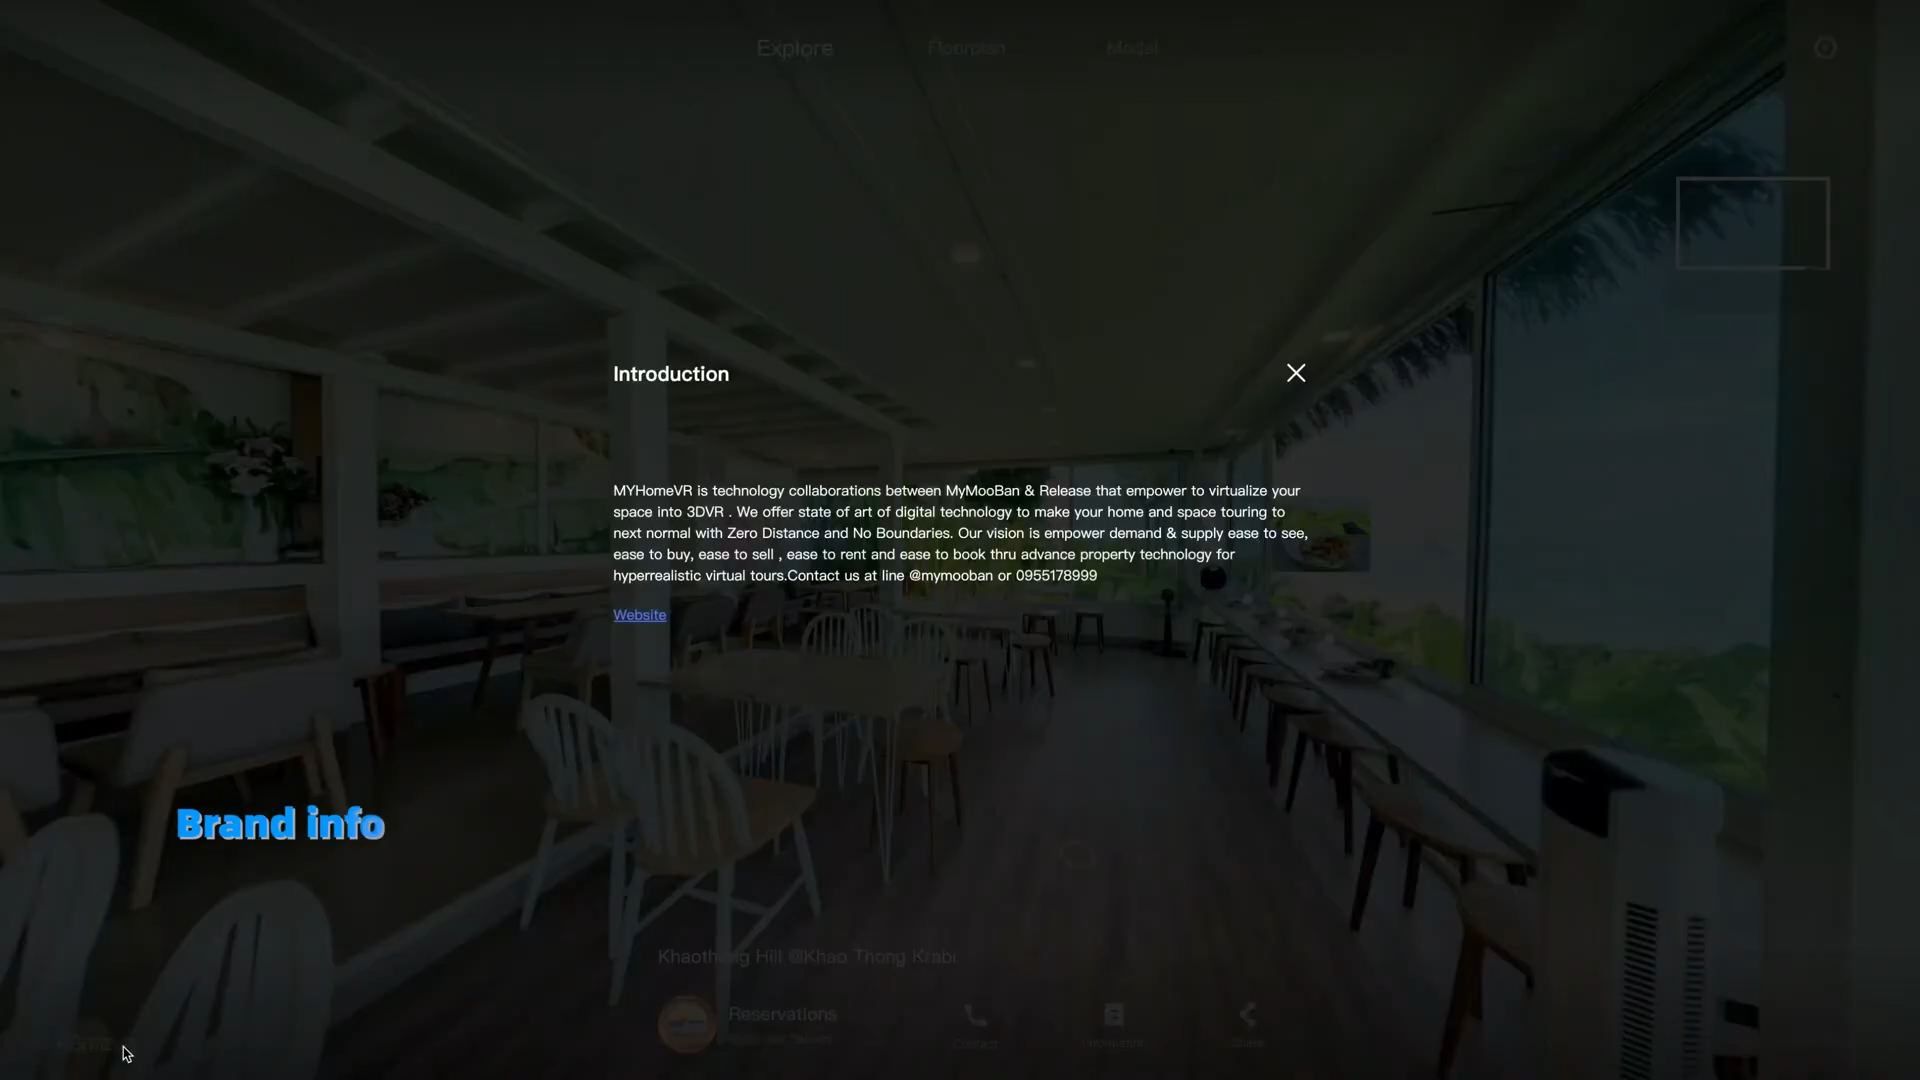 Explore Floorplan Model
Introduction
MYHomeVR is technology collaborations between MyMooBan & Release that empower to virtualize your
space into 3DVR . We offer state of art of digital technology to make your home and space touring to
next normal with Zero Distance and No Boundaries. Our vision is empower demand & supply ease to see,
ease to buy, ease to sell , ease to rent and ease to book thru advance property technology for
hyperrealistic virtual tours.Contact us at line @mymooban or 0955178999
Website
Brand info
Khaothong Hill @Khao Thong Krabi
Reservations
Contact Information Share